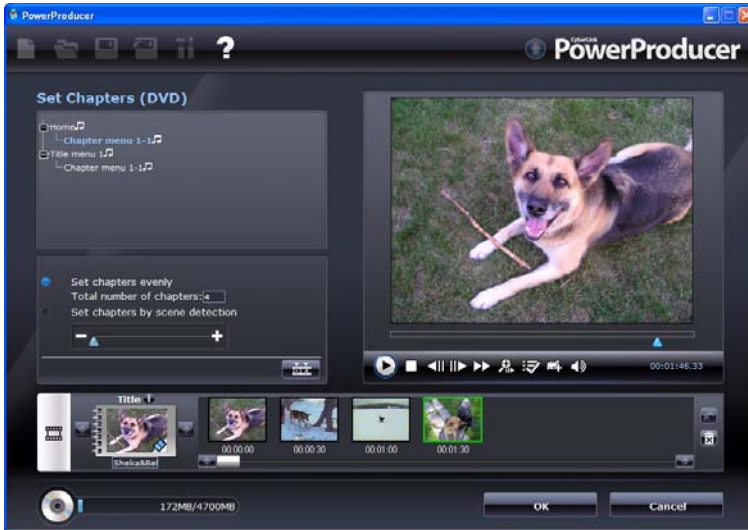 PowerProducer
CyberLink
PowerProducer
Set Chapters (DVD)
Home
Chapter menu 1-1
Title menu 1
Chapter menu 1-1
Set chapters evenly
Total number of chapters: 4
Set chapters by scene detection
00:01:46.33
Title
00:00:00
00:00:30
00:01:00
00:01:30
Sheka&Bel
172MB/4700MB
OK
Cancel